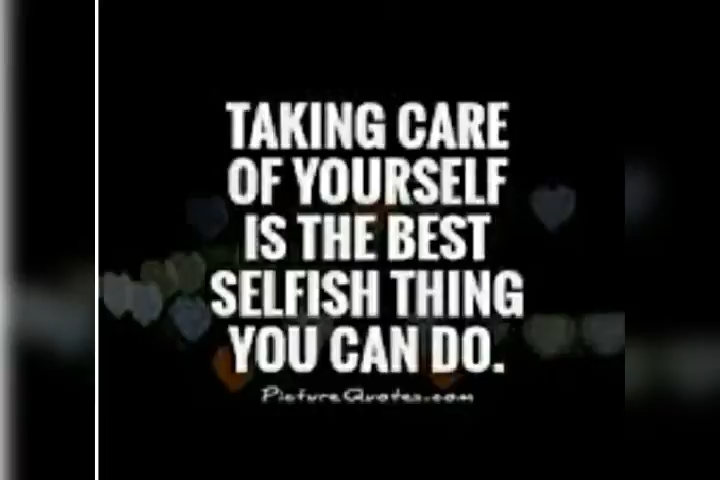 TAKING CARE
OF YOURSELF
IS THE BEST
SELFISH THING
YOU CAN DO.
PictureQuotes.com